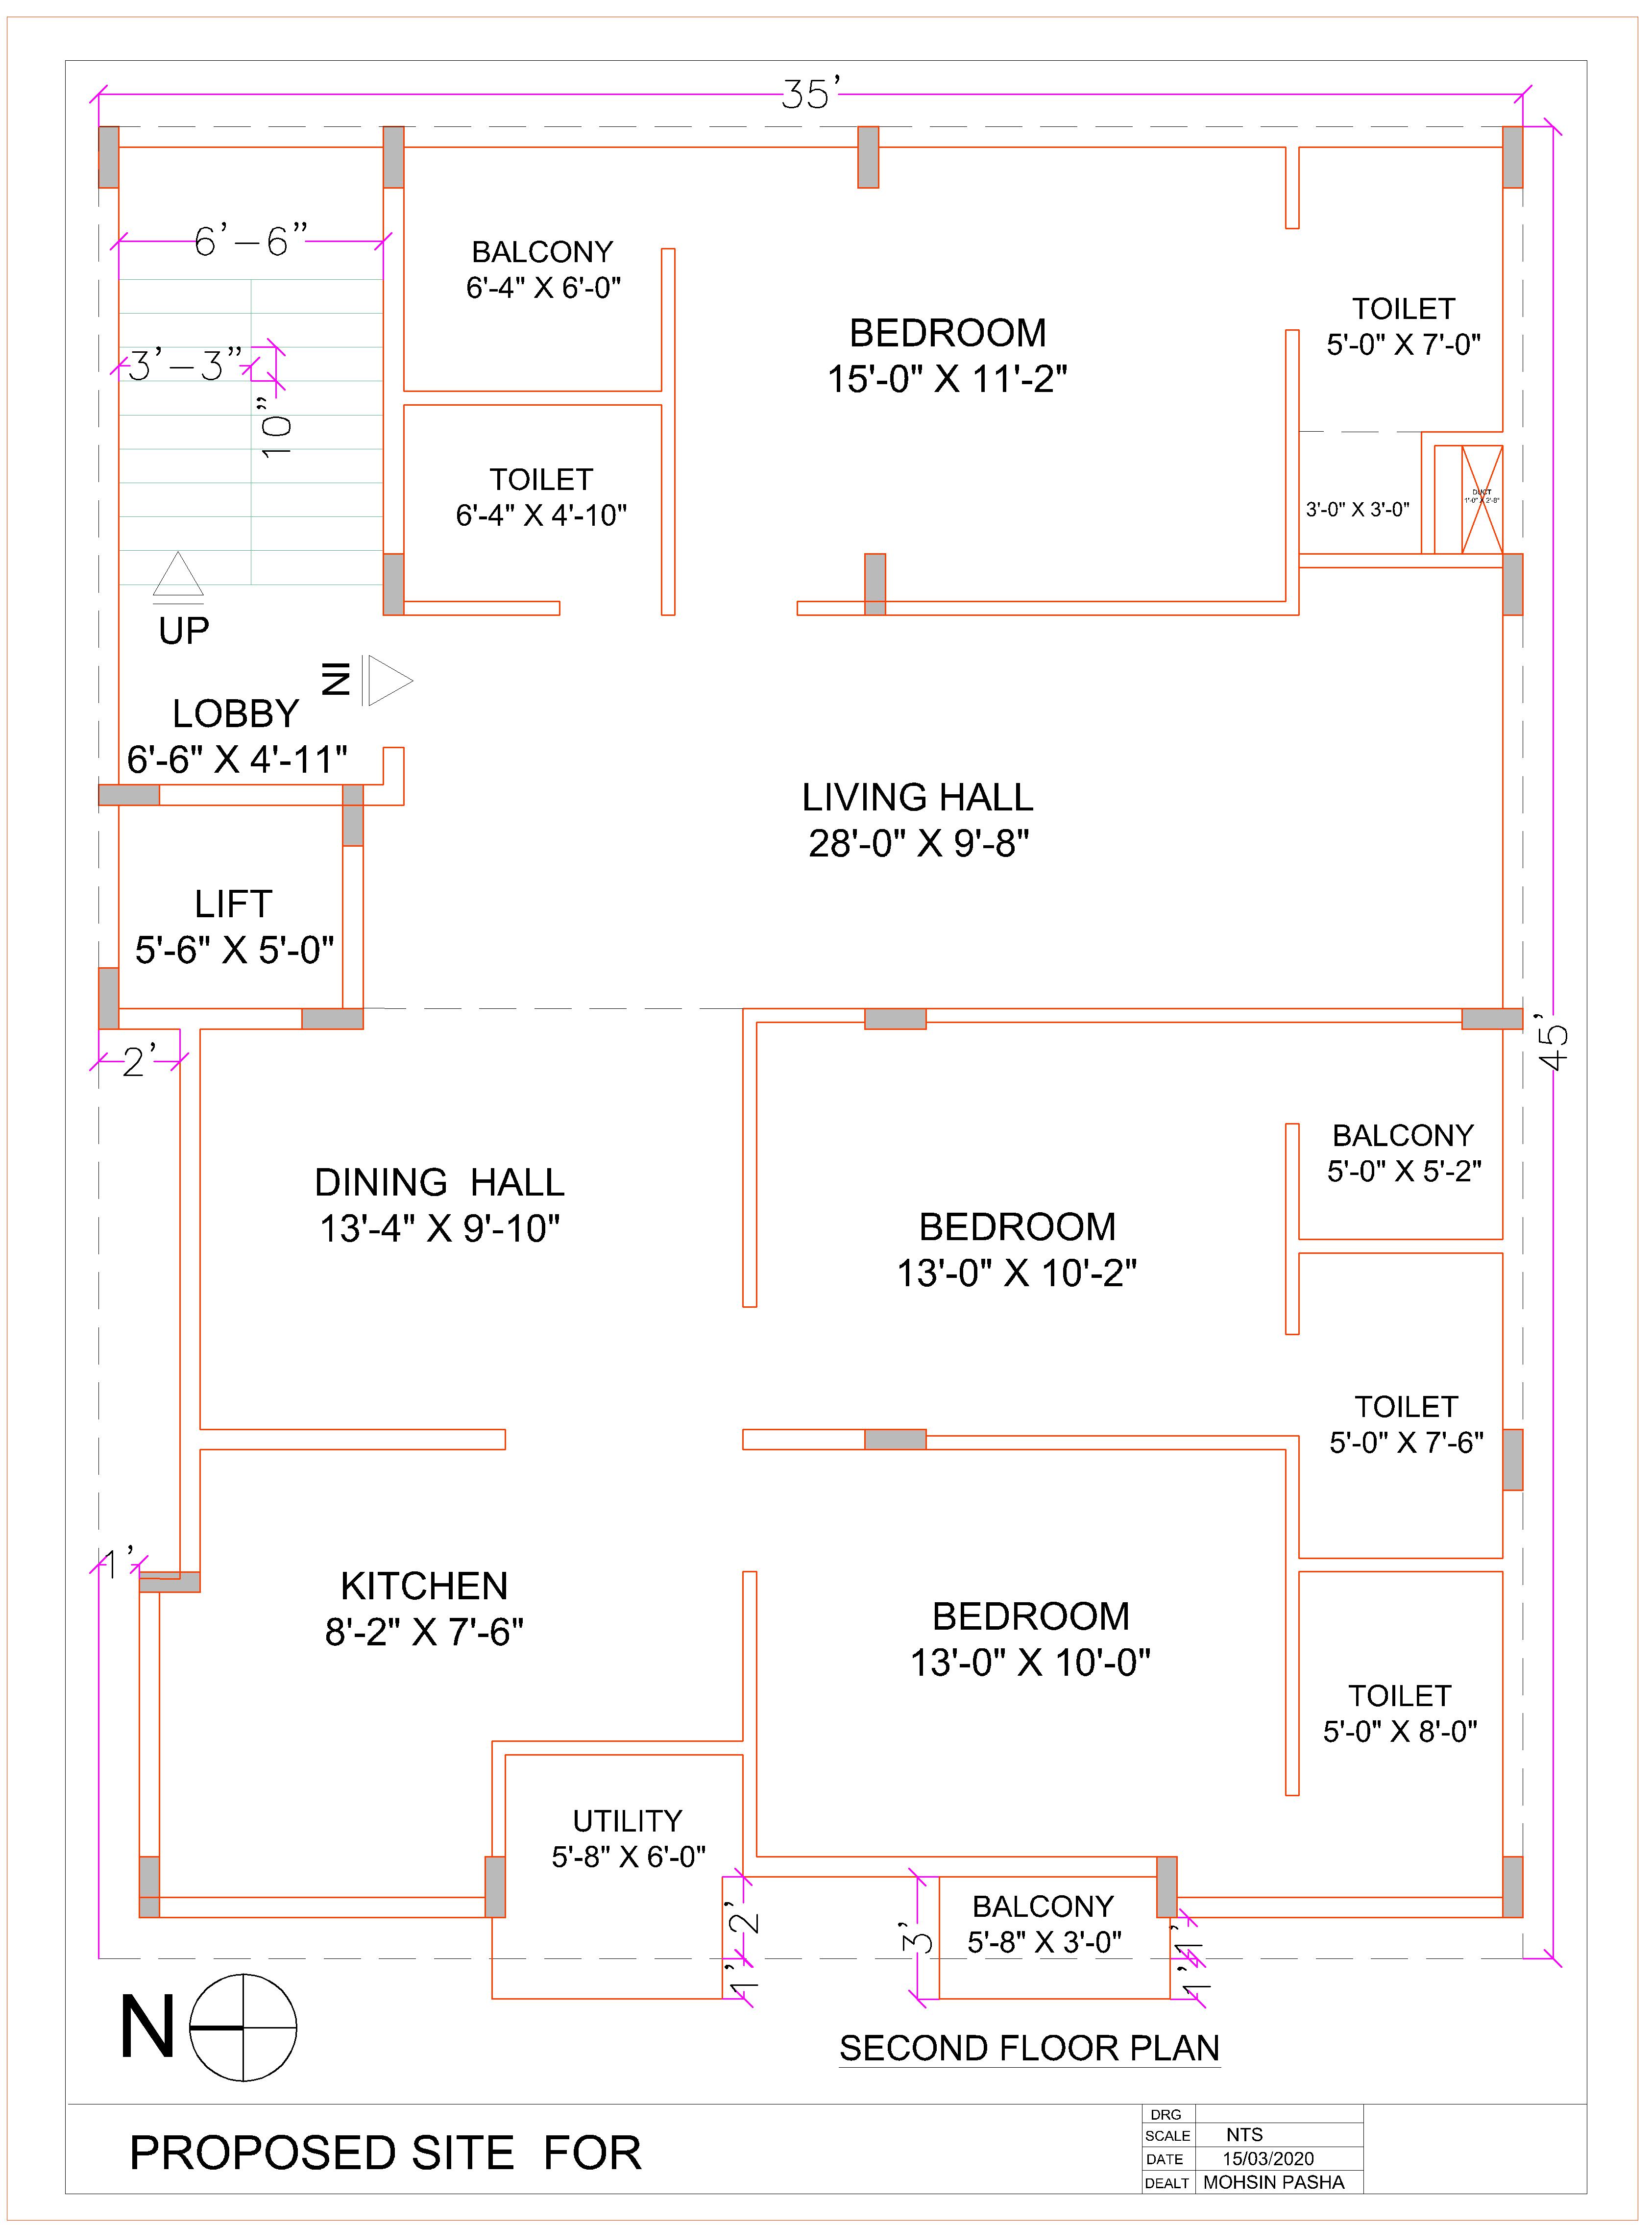 35'
6'-6"
BALCONY
6'-4" X 6'-0"
BEDROOM
15'-0" X 11'-2"
TOILET
5'-0" X 7'-0"
3'-3"
10"
TOILET
6'-4" X 4'-10"
3'-0" X 3'-0"
DUCT
1'-0" X 2'-8"
UP
IN
LOBBY
6'-6" X 4'-11"
LIVING HALL
28'-0" X 9'-8"
LIFT
5'-6" X 5'-0"
45'
2'
DINING HALL
13'-4" X 9'-10"
BALCONY
5'-0" X 5'-2"
BEDROOM
13'-0" X 10'-2"
TOILET
5'-0" X 7'-6"
1'
KITCHEN
8'-2" X 7'-6"
BEDROOM
13'-0" X 10'-0"
TOILET
5'-0" X 8'-0"
UTILITY
5'-8" X 6'-0"
2'
1'
3'
BALCONY
5'-8" X 3'-0"
1'
1'
N
SECOND FLOOR PLAN
PROPOSED SITE FOR
DRG
SCALE NTS
DATE 15/03/2020
DEALT MOHSIN PASHA